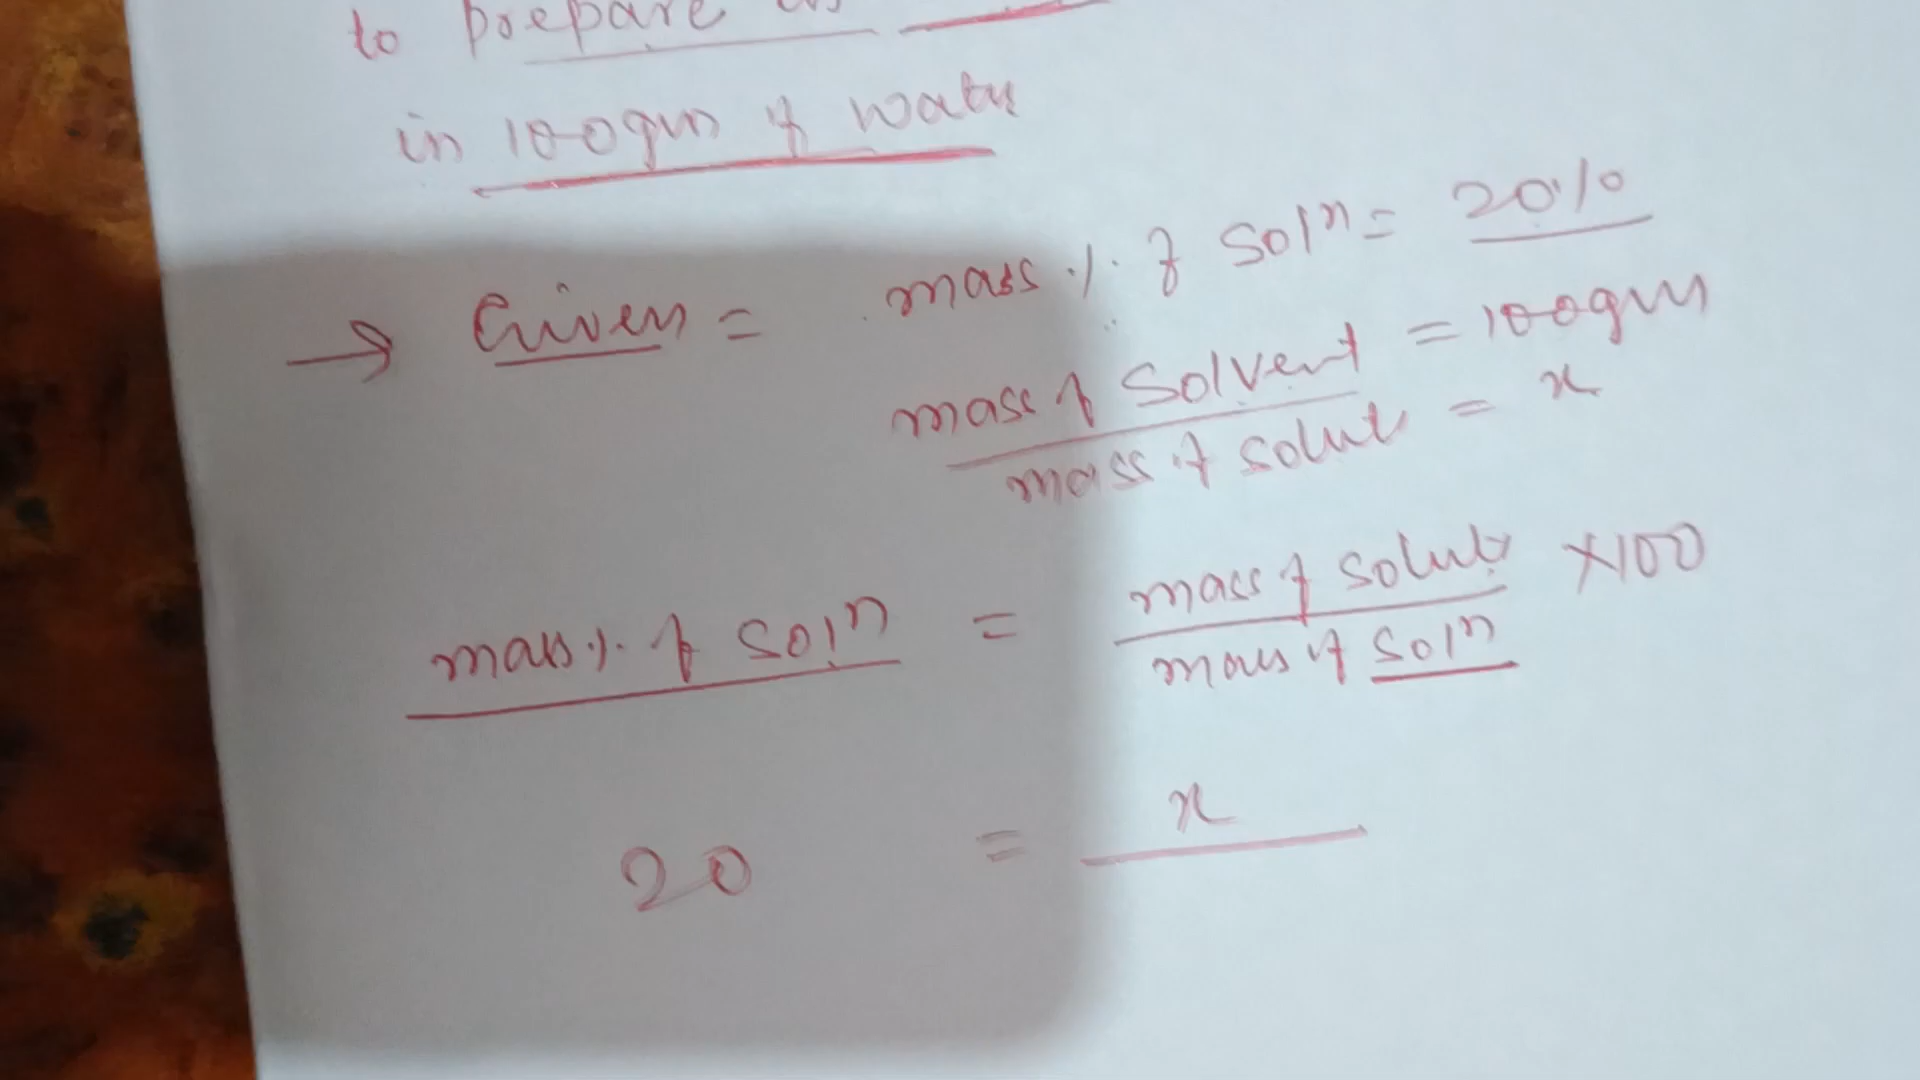 to prepare
in 100gm of water
→ Given = mass % of solⁿ = 20%
mass of Solvent = 100gm
mass of solute = x
mass % of solⁿ = mass of solute / mass of solⁿ ×100
20 = x